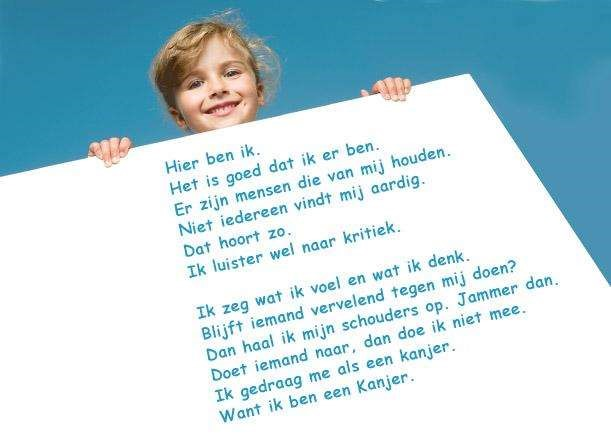 Hier ben ik.
Het is goed dat ik er ben.
Er zijn mensen die van mij houden.
Niet iedereen vindt mij aardig.
Dat hoort zo.
Ik luister wel naar kritiek.
Ik zeg wat ik voel en wat ik denk.
Blijft iemand vervelend tegen mij doen?
Dan haal ik mijn schouders op. Jammer dan.
Doet iemand naar, dan doe ik niet mee.
Ik gedraag me als een kanjer.
Want ik ben een Kanjer.